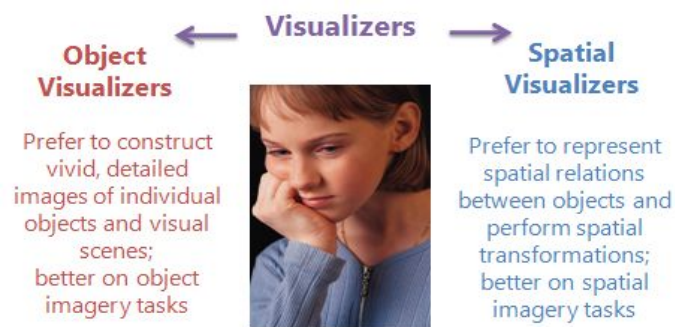 Visualizers
Object
Visualizers
Prefer to construct
vivid, detailed
images of individual
objects and visual
scenes;
better on object
imagery tasks
Spatial
Visualizers
Prefer to represent
spatial relations
between objects and
perform spatial
transformations;
better on spatial
imagery tasks